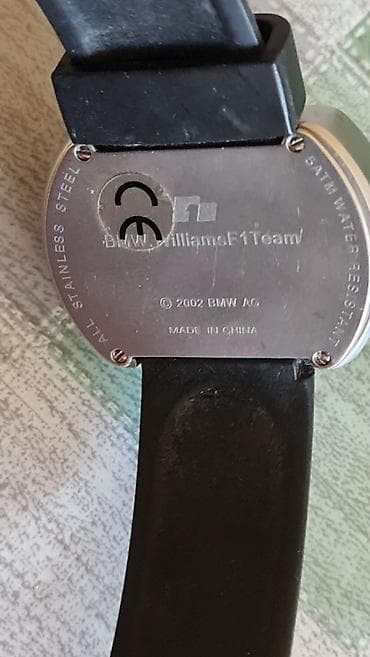 CE
BMW WilliamsF1Team
© 2002 BMW AG
MADE IN CHINA
ALL STAINLESS STEEL
5ATM WATER RESISTANT